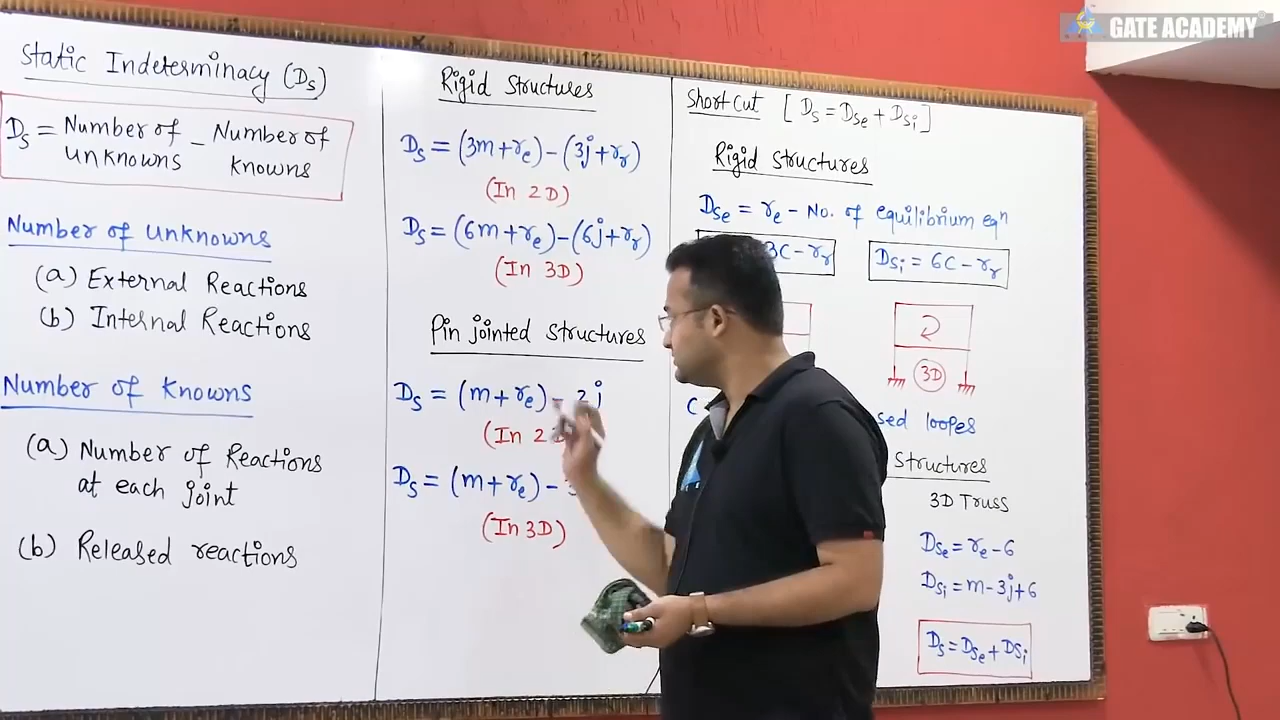 GATE ACADEMY
Static Indeterminacy (Ds)
Ds = Number of unknowns - Number of knowns
Number of unknowns
(a) External Reactions
(b) Internal Reactions
Number of knowns
(a) Number of Reactions
at each joint
(b) Released reactions
Rigid Structures
Ds = (3m+re)-(3j+rr)
(In 2D)
Ds = (6m+re)-(6j+rr)
(In 3D)
Pin jointed structures
Ds = (m+re)- 2j
(In 2
Ds = (m+re)-
(In 3D)
Short cut [Ds = Dse + Dsi]
Rigid structures
Dse = re - No. of equilibrium eqn
3C-rr
Dsi = 6C-rr
3D
C
sed loopes
Structures
3D Truss
Dse = re-6
Dsi = m-3j+6
Ds = Dse + Dsi